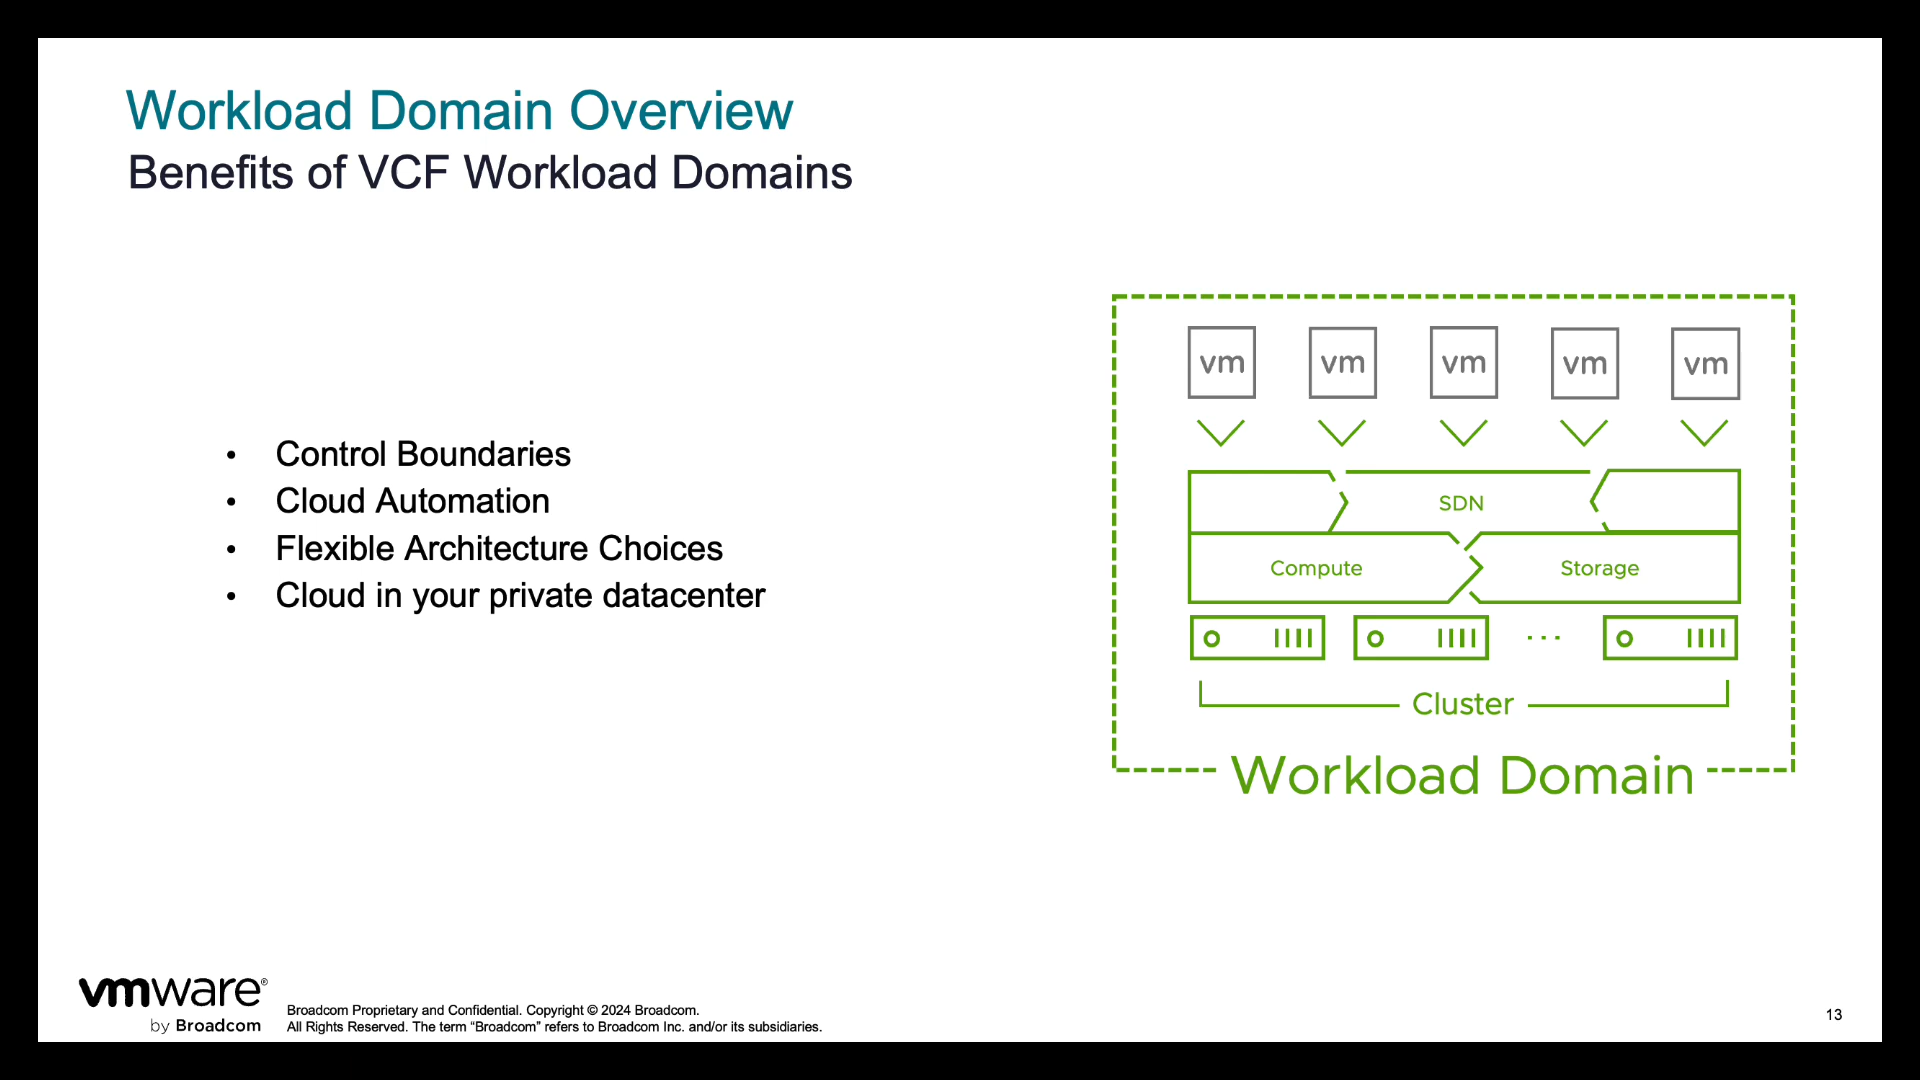 Workload Domain Overview
Benefits of VCF Workload Domains
• Control Boundaries
• Cloud Automation
• Flexible Architecture Choices
• Cloud in your private datacenter
vm vm vm vm vm
SDN
Compute Storage
. . .
Cluster
Workload Domain
vmware®
by Broadcom
Broadcom Proprietary and Confidential. Copyright © 2024 Broadcom.
All Rights Reserved. The term “Broadcom” refers to Broadcom Inc. and/or its subsidiaries.
13